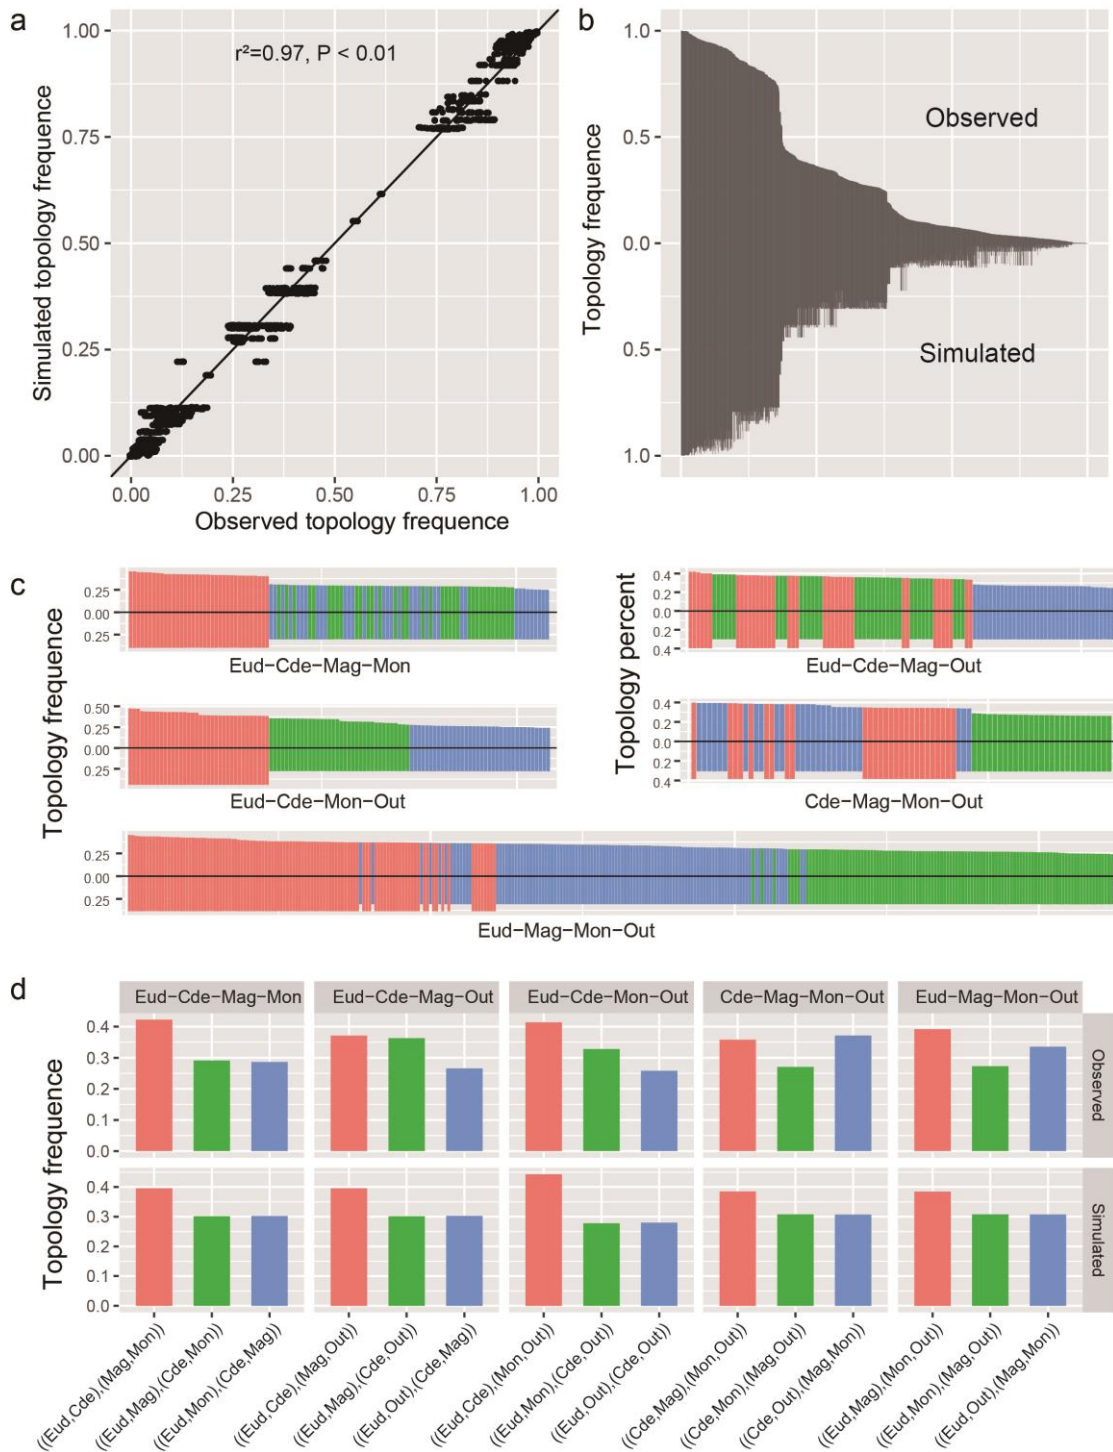 a
r²=0.97, P < 0.01
Simulated topology frequence
1.00
0.75
0.50
0.25
0.00
0.00 0.25 0.50 0.75 1.00
Observed topology frequence
b
Topology frequence
1.0
0.5
0.0
0.5
1.0
Observed
Simulated
c
Topology frequence
0.25
0.00
0.25
Eud-Cde-Mag-Mon
0.50
0.25
0.00
0.25
Eud-Cde-Mon-Out
Topology percent
0.4
0.2
0.0
0.2
0.4
Eud-Cde-Mag-Out
0.4
0.2
0.0
0.2
0.4
Cde-Mag-Mon-Out
0.25
0.00
0.25
Eud-Mag-Mon-Out
d
Eud-Cde-Mag-Mon Eud-Cde-Mag-Out Eud-Cde-Mon-Out Cde-Mag-Mon-Out Eud-Mag-Mon-Out
Topology frequence
0.4
0.3
0.2
0.1
0.0
Observed
Topology frequence
0.4
0.3
0.2
0.1
0.0
Simulated
((Eud,Cde),(Mag,Mon))
((Eud,Mag),(Cde,Mon))
((Eud,Mon),(Cde,Mag))
((Eud,Cde),(Mag,Out))
((Eud,Mag),(Cde,Out))
((Eud,Out),(Cde,Mag))
((Eud,Cde),(Mon,Out))
((Eud,Mon),(Cde,Out))
((Eud,Out),(Cde,Out))
((Cde,Mag),(Mon,Out))
((Cde,Mon),(Mag,Out))
((Cde,Out),(Mag,Mon))
((Eud,Mag),(Mon,Out))
((Eud,Mon),(Mag,Out))
((Eud,Out),(Mag,Mon))